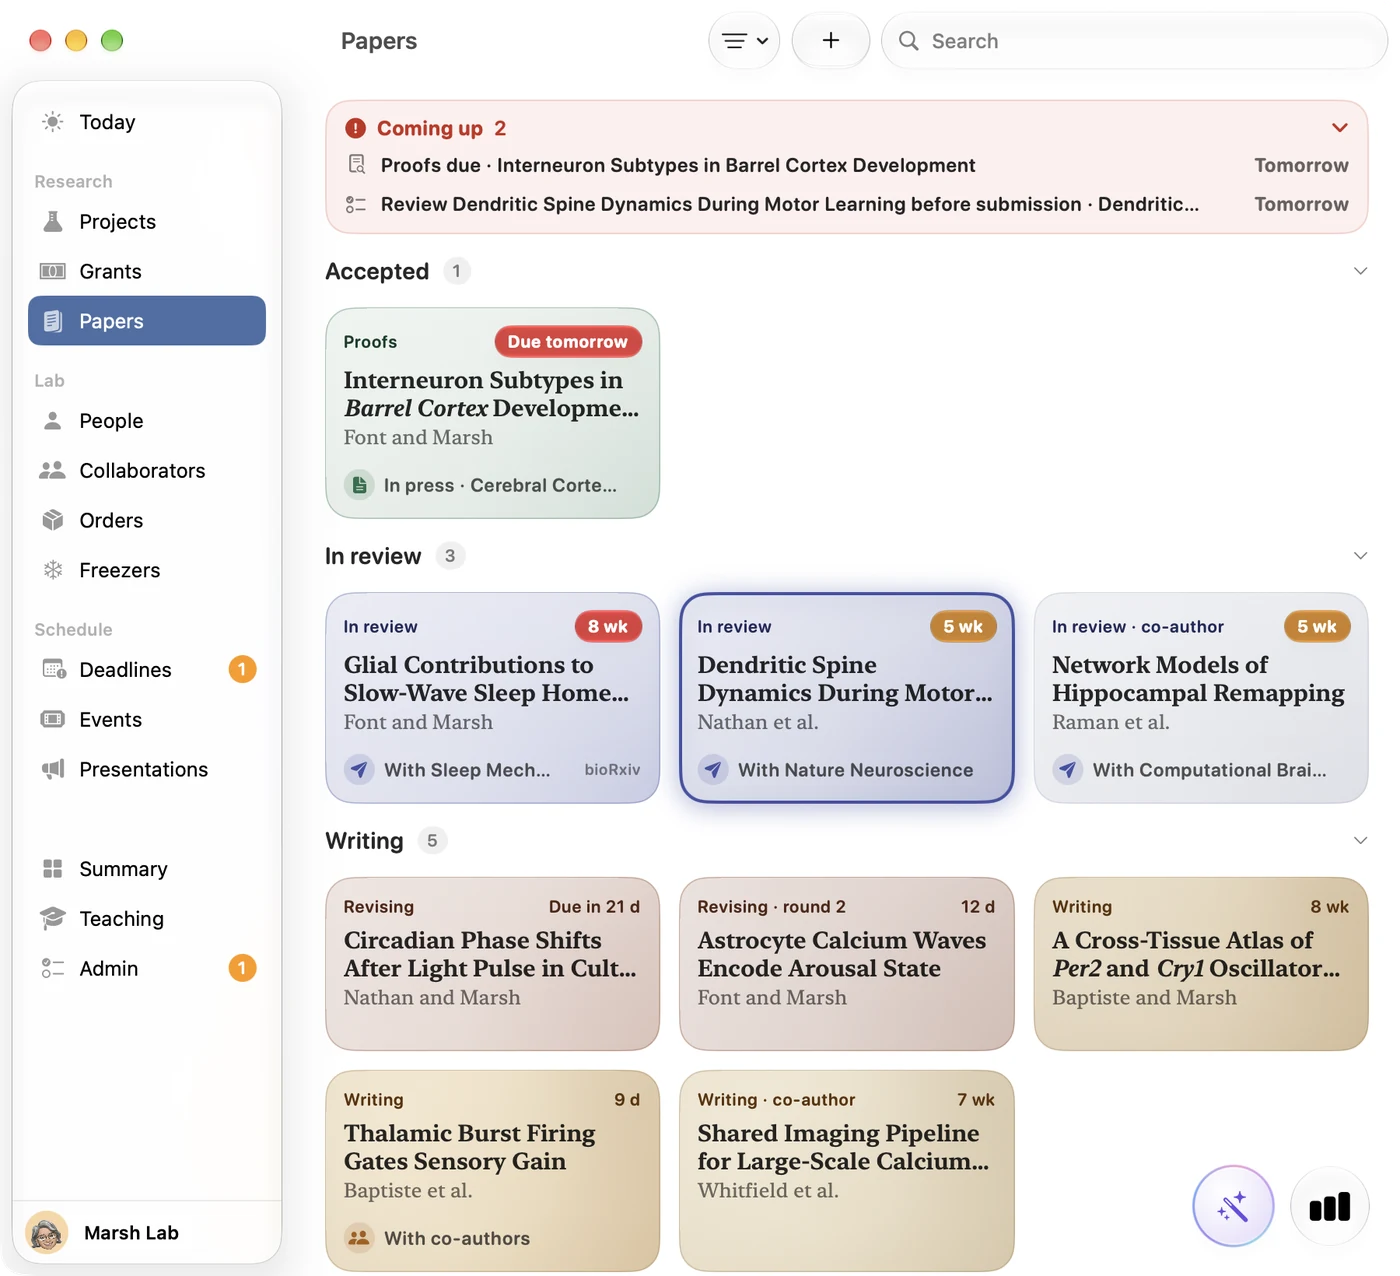 Papers
Search
Today
Research
Projects
Grants
Papers
Lab
People
Collaborators
Orders
Freezers
Schedule
Deadlines 1
Events
Presentations
Summary
Teaching
Admin 1
Marsh Lab
Coming up 2
Proofs due · Interneuron Subtypes in Barrel Cortex Development Tomorrow
Review Dendritic Spine Dynamics During Motor Learning before submission · Dendritic... Tomorrow
Accepted 1
Proofs Due tomorrow
Interneuron Subtypes in
Barrel Cortex Developme...
Font and Marsh
In press · Cerebral Corte...
In review 3
In review 8 wk
Glial Contributions to
Slow-Wave Sleep Home...
Font and Marsh
With Sleep Mech... bioRxiv
In review 5 wk
Dendritic Spine
Dynamics During Motor...
Nathan et al.
With Nature Neuroscience
In review · co-author 5 wk
Network Models of
Hippocampal Remapping
Raman et al.
With Computational Brai...
Writing 5
Revising Due in 21 d
Circadian Phase Shifts
After Light Pulse in Cult...
Nathan and Marsh
Revising · round 2 12 d
Astrocyte Calcium Waves
Encode Arousal State
Font and Marsh
Writing 8 wk
A Cross-Tissue Atlas of
Per2 and Cry1 Oscillator...
Baptiste and Marsh
Writing 9 d
Thalamic Burst Firing
Gates Sensory Gain
Baptiste et al.
With co-authors
Writing · co-author 7 wk
Shared Imaging Pipeline
for Large-Scale Calcium...
Whitfield et al.